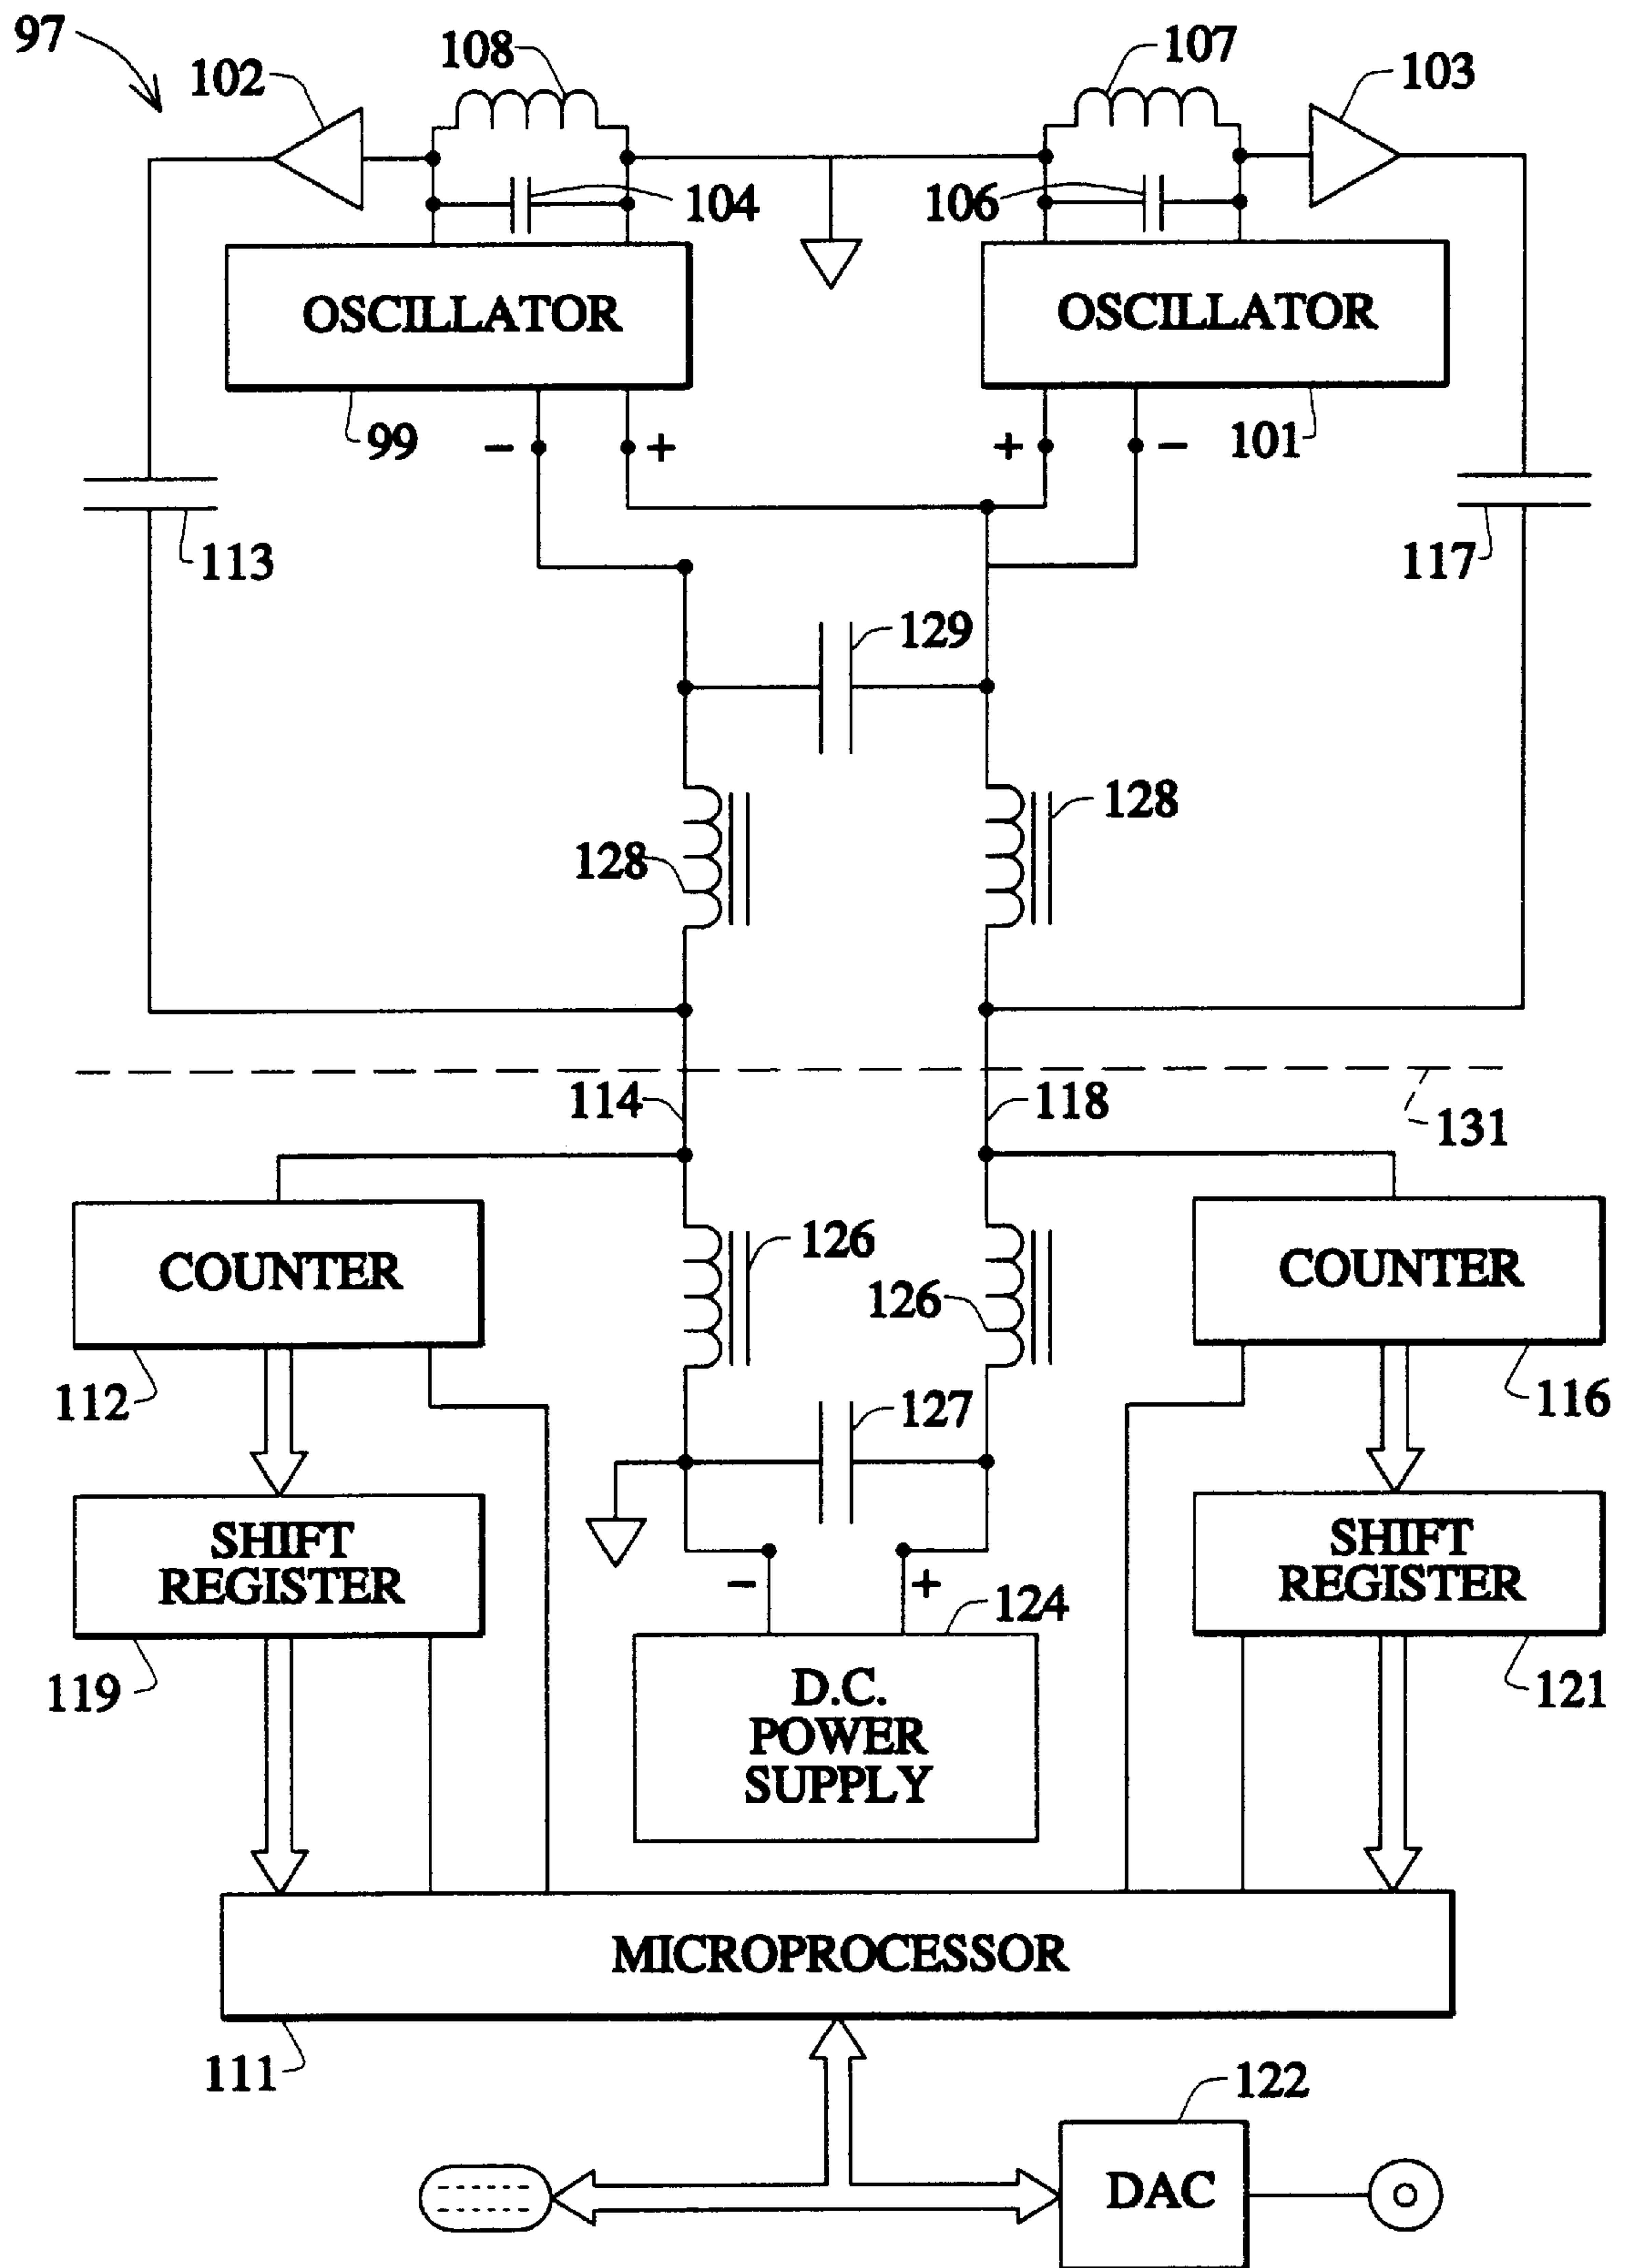 97
102
108
107
103
104
106
OSCILLATOR
OSCILLATOR
99
- +
+ -
101
113
117
129
128
128
114
118
131
COUNTER
126
126
COUNTER
112
127
116
SHIFT
REGISTER
SHIFT
REGISTER
- +
124
119
D.C.
POWER
SUPPLY
121
MICROPROCESSOR
111
122
DAC